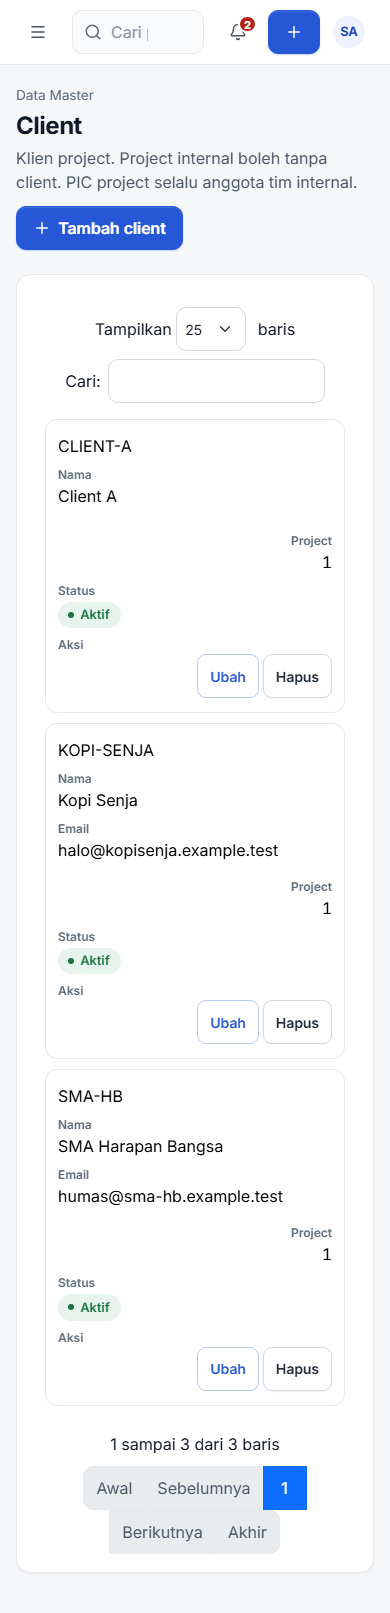 Cari
2
SA
Data Master
Client
Klien project. Project internal boleh tanpa
client. PIC project selalu anggota tim internal.
+ Tambah client
Tampilkan 25 baris
Cari:
CLIENT-A
Nama
Client A
Project
1
Status
Aktif
Aksi
Ubah Hapus
KOPI-SENJA
Nama
Kopi Senja
Email
halo@kopisenja.example.test
Project
1
Status
Aktif
Aksi
Ubah Hapus
SMA-HB
Nama
SMA Harapan Bangsa
Email
humas@sma-hb.example.test
Project
1
Status
Aktif
Aksi
Ubah Hapus
1 sampai 3 dari 3 baris
Awal Sebelumnya 1
Berikutnya Akhir